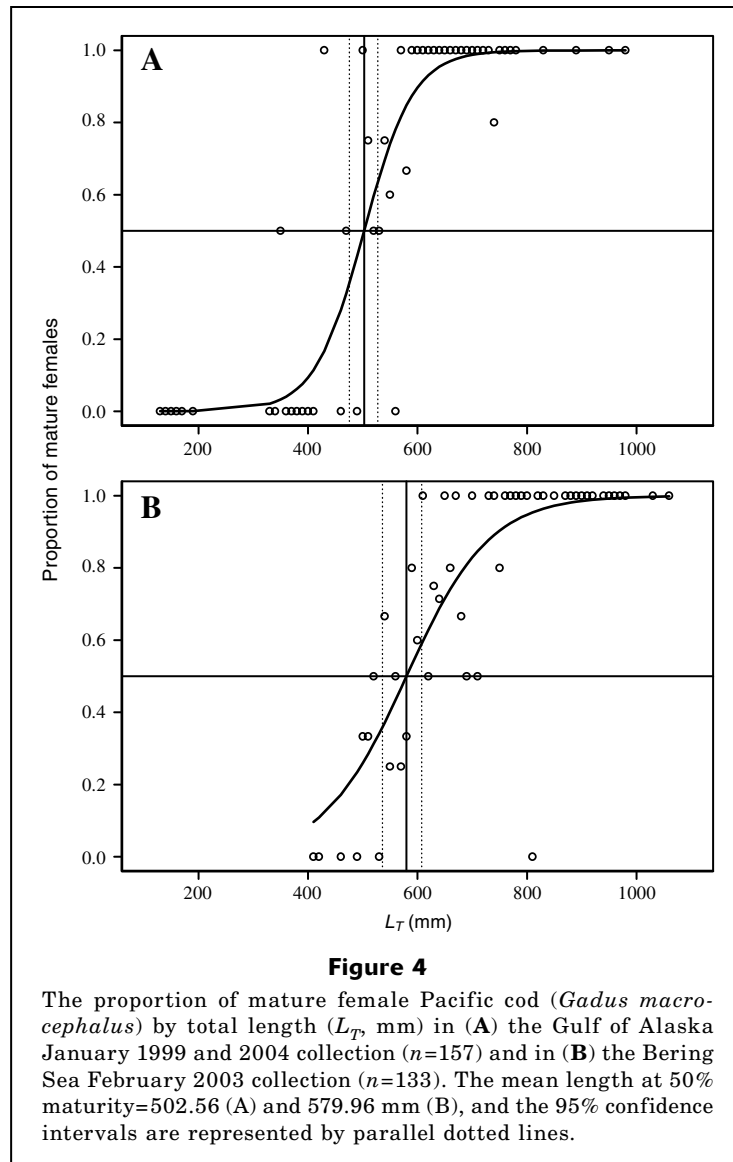 A
1.0
0.8
0.6
0.4
0.2
0.0
200 400 600 800 1000
Proportion of mature females
B
1.0
0.8
0.6
0.4
0.2
0.0
200 400 600 800 1000
L_T (mm)
Figure 4
The proportion of mature female Pacific cod (Gadus macro-
cephalus) by total length (L_T, mm) in (A) the Gulf of Alaska
January 1999 and 2004 collection (n=157) and in (B) the Bering
Sea February 2003 collection (n=133). The mean length at 50%
maturity=502.56 (A) and 579.96 mm (B), and the 95% confidence
intervals are represented by parallel dotted lines.